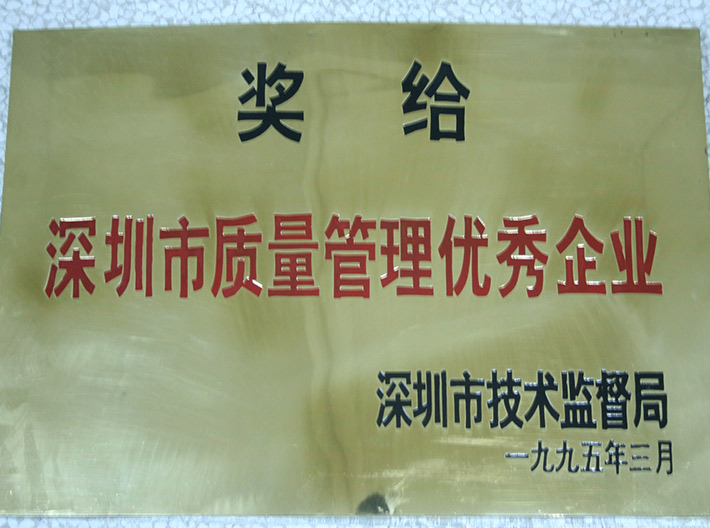 奖给
深圳市质量管理优秀企业
深圳市技术监督局
一九九五年三月